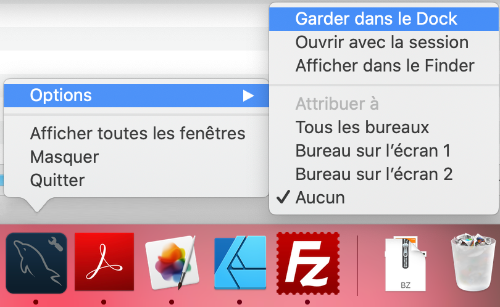 Garder dans le Dock
Ouvrir avec la session
Afficher dans le Finder
Attribuer à
Tous les bureaux
Bureau sur l’écran 1
Bureau sur l’écran 2
✓ Aucun
Options
Afficher toutes les fenêtres
Masquer
Quitter
Fz
BZ